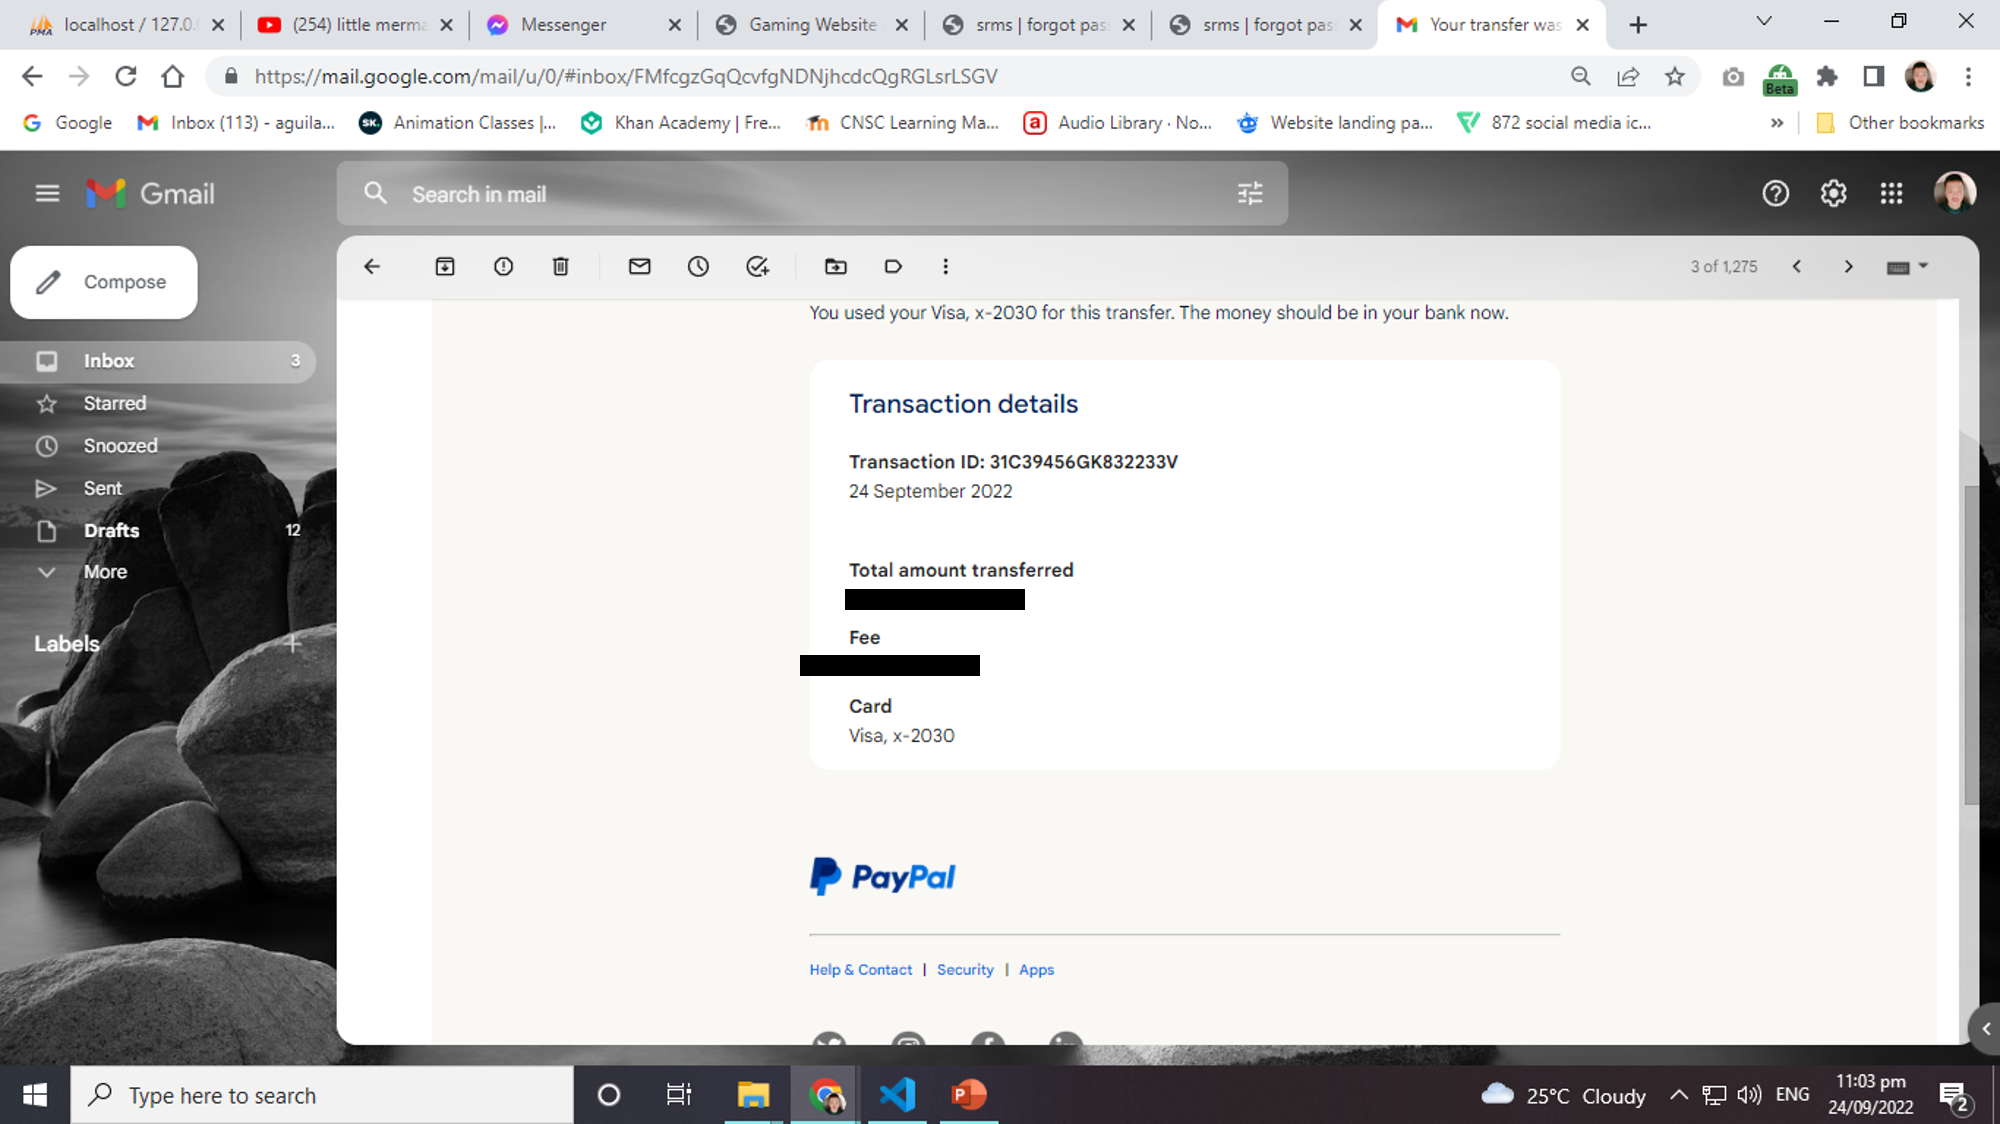 localhost / 127.0.
(254) little merma
Messenger
Gaming Website
srms | forgot pas
srms | forgot pas
Your transfer was
https://mail.google.com/mail/u/0/#inbox/FMfcgzGqQcvfgNDNjhcdcQgRGLsrLSGV
Beta
Google
Inbox (113) - aguila...
SK.
Animation Classes |...
Khan Academy | Fre...
CNSC Learning Ma...
a
Audio Library - No...
Website landing pa...
872 social media ic...
Other bookmarks
Gmail
Search in mail
Compose
3 of 1,275
Inbox 3
Starred
Snoozed
Sent
Drafts 12
More
Labels
You used your Visa, x-2030 for this transfer. The money should be in your bank now.
Transaction details
Transaction ID: 31C39456GK832233V
24 September 2022
Total amount transferred
Fee
Card
Visa, x-2030
PayPal
Help & Contact | Security | Apps
Type here to search
25°C Cloudy
ENG
11:03 pm
24/09/2022
2